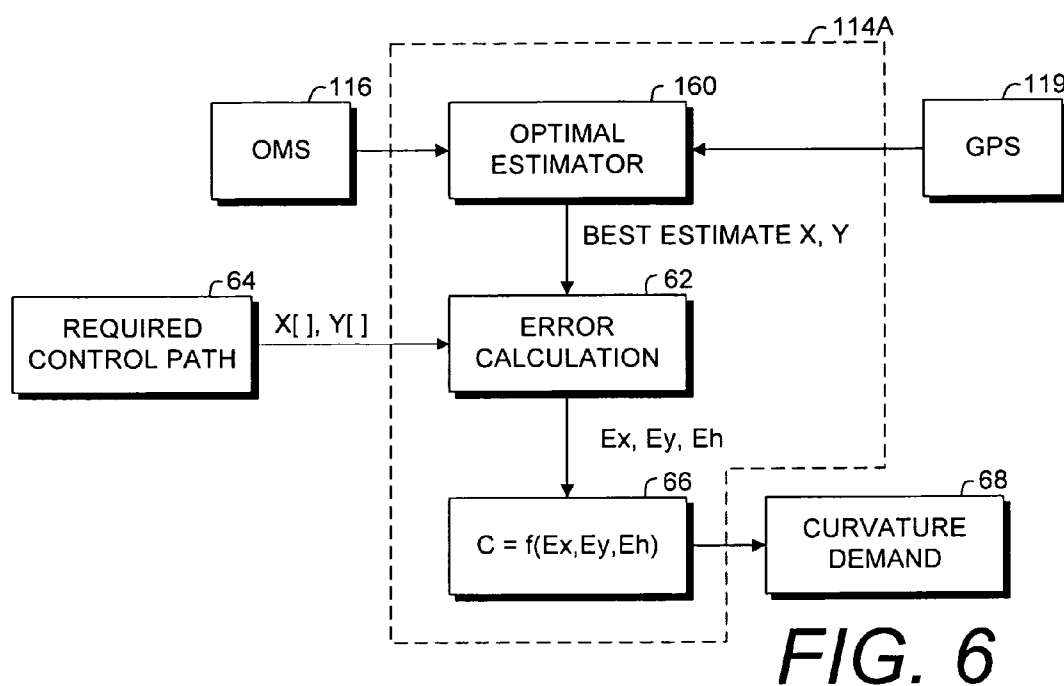 114A
116
160
119
OMS
OPTIMAL
ESTIMATOR
GPS
BEST ESTIMATE X, Y
64
62
REQUIRED
CONTROL PATH
X[ ], Y[ ]
ERROR
CALCULATION
Ex, Ey, Eh
66
68
C = f(Ex,Ey,Eh)
CURVATURE
DEMAND
FIG. 6